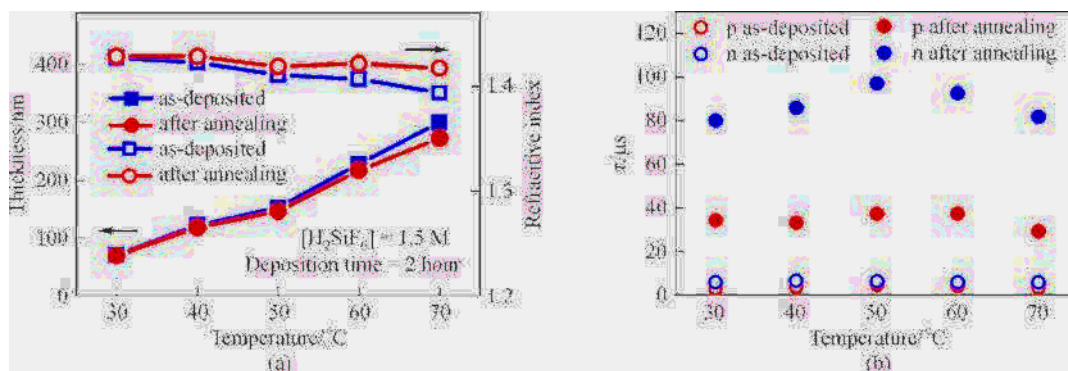 400
300
200
100
0
Thickness/nm
as-deposited
after annealing
as-deposited
after annealing
[H₂SiF₆] = 1.5 M
Deposition time = 2 hour
1.4
1.3
1.2
Refractive index
30 40 50 60 70
Temperature/°C
(a)
120
100
80
60
40
20
0
τ/μs
p as-deposited p after annealing
n as-deposited n after annealing
30 40 50 60 70
Temperature/°C
(b)